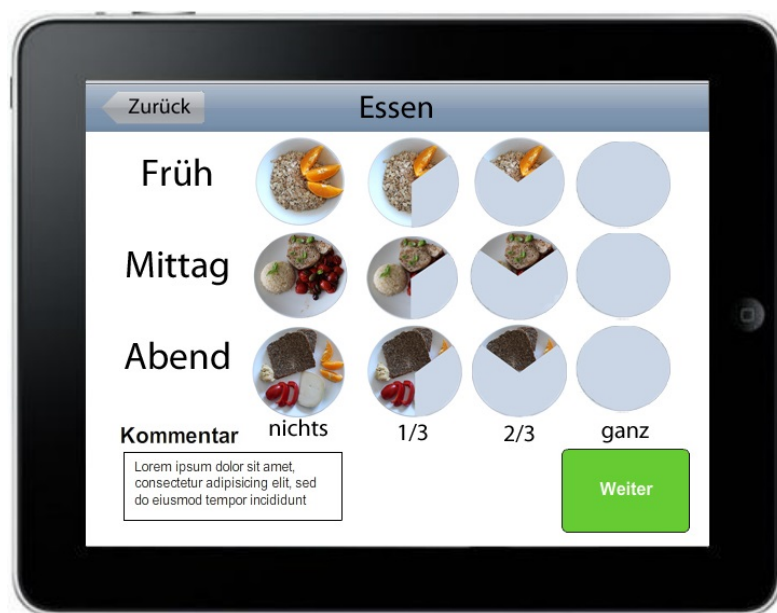 Zurück
Essen
Früh
Mittag
Abend
nichts
1/3
2/3
ganz
Kommentar
Lorem ipsum dolor sit amet,
consectetur adipisicing elit, sed
do eiusmod tempor incididunt
Weiter